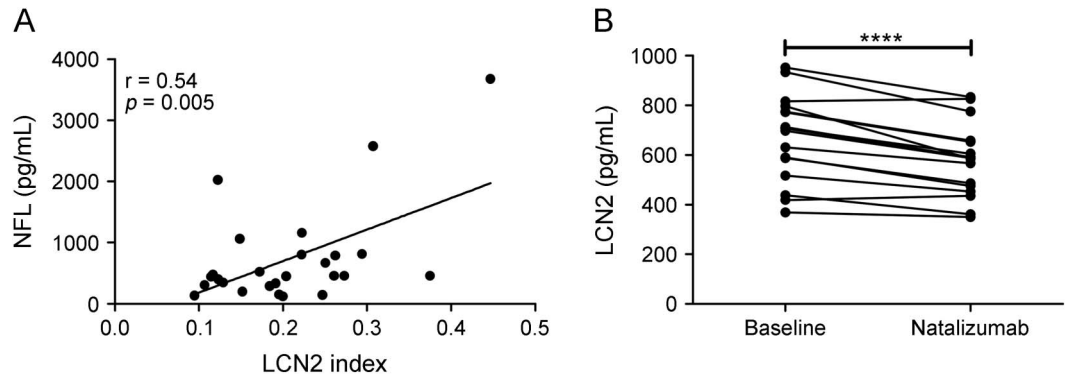 A
r = 0.54
p = 0.005
NFL (pg/mL)
4000
3000
2000
1000
0
0.0 0.1 0.2 0.3 0.4 0.5
LCN2 index
B
****
LCN2 (pg/mL)
1000
800
600
400
200
0
Baseline Natalizumab